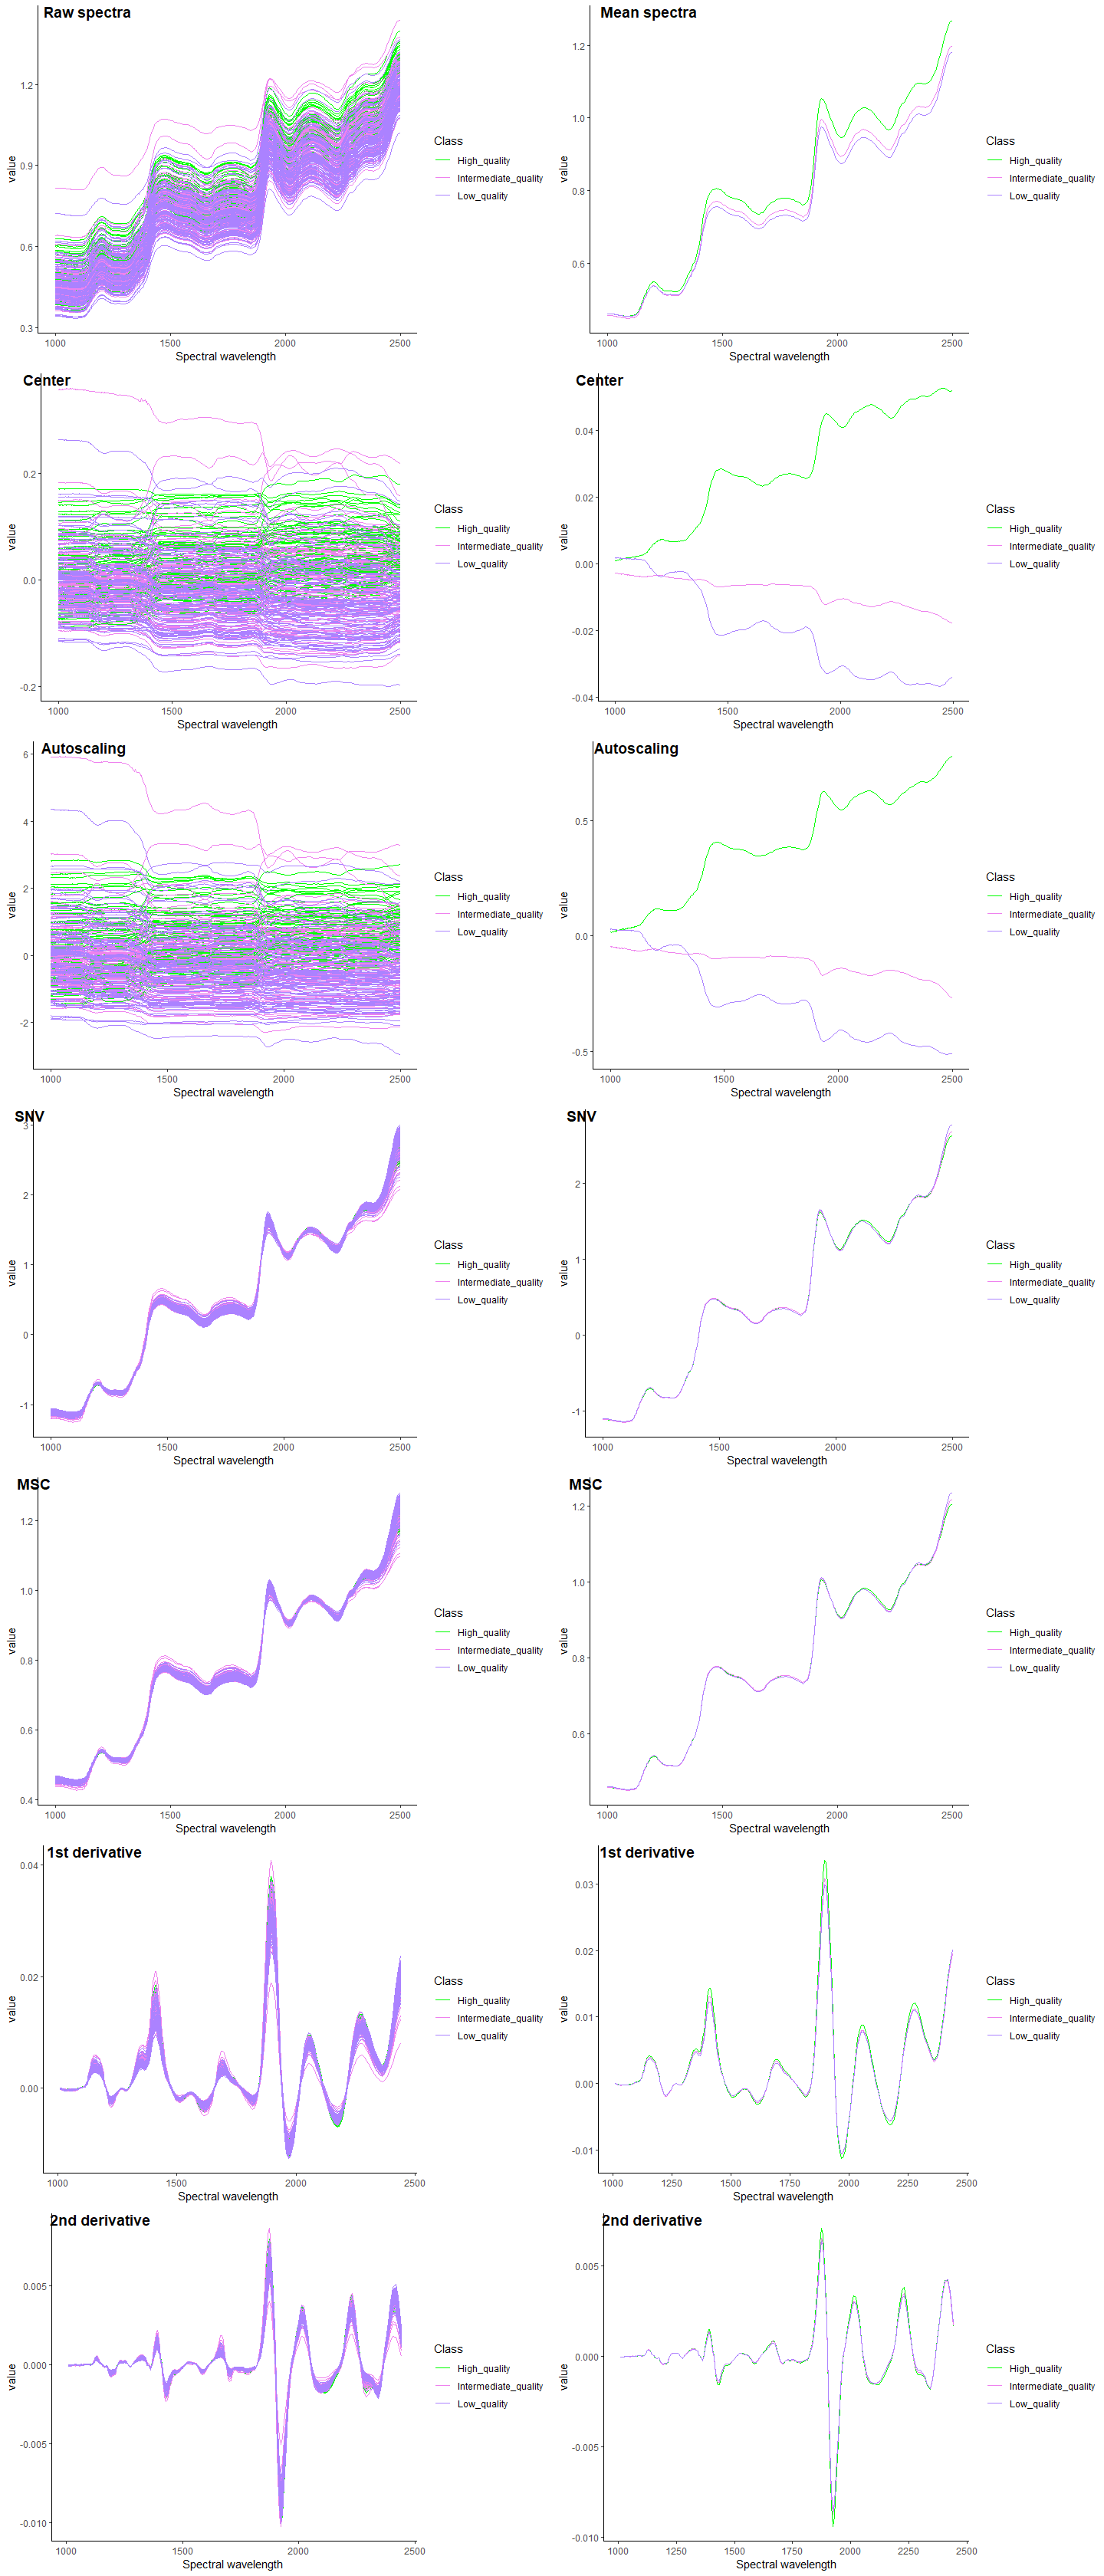 Raw spectra
value
1.2
0.9
0.6
0.3
1000 1500 2000 2500
Spectral wavelength
Class
High_quality
Intermediate_quality
Low_quality
Mean spectra
value
1.2
1.0
0.8
0.6
1000 1500 2000 2500
Spectral wavelength
Class
High_quality
Intermediate_quality
Low_quality
Center
value
0.2
0.0
-0.2
1000 1500 2000 2500
Spectral wavelength
Class
High_quality
Intermediate_quality
Low_quality
Center
value
0.04
0.02
0.00
-0.02
-0.04
1000 1500 2000 2500
Spectral wavelength
Class
High_quality
Intermediate_quality
Low_quality
Autoscaling
value
6
4
2
0
-2
1000 1500 2000 2500
Spectral wavelength
Class
High_quality
Intermediate_quality
Low_quality
Autoscaling
value
0.5
0.0
-0.5
1000 1500 2000 2500
Spectral wavelength
Class
High_quality
Intermediate_quality
Low_quality
SNV
value
3
2
1
0
-1
1000 1500 2000 2500
Spectral wavelength
Class
High_quality
Intermediate_quality
Low_quality
SNV
value
2
1
0
-1
1000 1500 2000 2500
Spectral wavelength
Class
High_quality
Intermediate_quality
Low_quality
MSC
value
1.2
1.0
0.8
0.6
0.4
1000 1500 2000 2500
Spectral wavelength
Class
High_quality
Intermediate_quality
Low_quality
MSC
value
1.2
1.0
0.8
0.6
1000 1500 2000 2500
Spectral wavelength
Class
High_quality
Intermediate_quality
Low_quality
1st derivative
value
0.04
0.02
0.00
1000 1500 2000 2500
Spectral wavelength
Class
High_quality
Intermediate_quality
Low_quality
1st derivative
value
0.03
0.02
0.01
0.00
-0.01
1000 1250 1500 1750 2000 2250 2500
Spectral wavelength
Class
High_quality
Intermediate_quality
Low_quality
2nd derivative
value
0.005
0.000
-0.005
-0.010
1000 1500 2000 2500
Spectral wavelength
Class
High_quality
Intermediate_quality
Low_quality
2nd derivative
value
0.005
0.000
-0.005
-0.010
1000 1250 1500 1750 2000 2250 2500
Spectral wavelength
Class
High_quality
Intermediate_quality
Low_quality